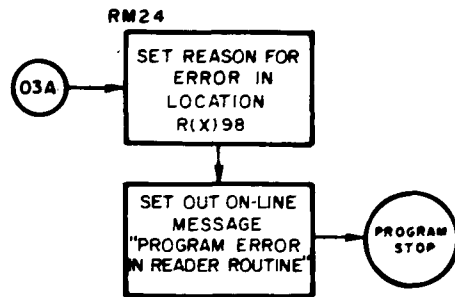 RM24
03A
SET REASON FOR
ERROR IN
LOCATION
R(X)98
SET OUT ON-LINE
MESSAGE
"PROGRAM ERROR
IN READER ROUTINE"
PROGRAM
STOP